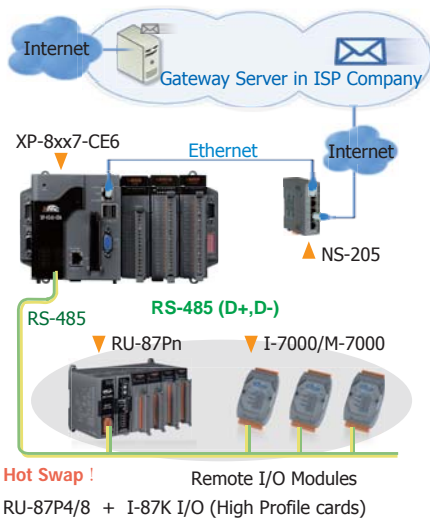 Internet
Gateway Server in ISP Company
XP-8xx7-CE6
Ethernet
Internet
NS-205
RS-485 (D+,D-)
RS-485
RU-87Pn
I-7000/M-7000
Hot Swap !
Remote I/O Modules
RU-87P4/8 + I-87K I/O (High Profile cards)